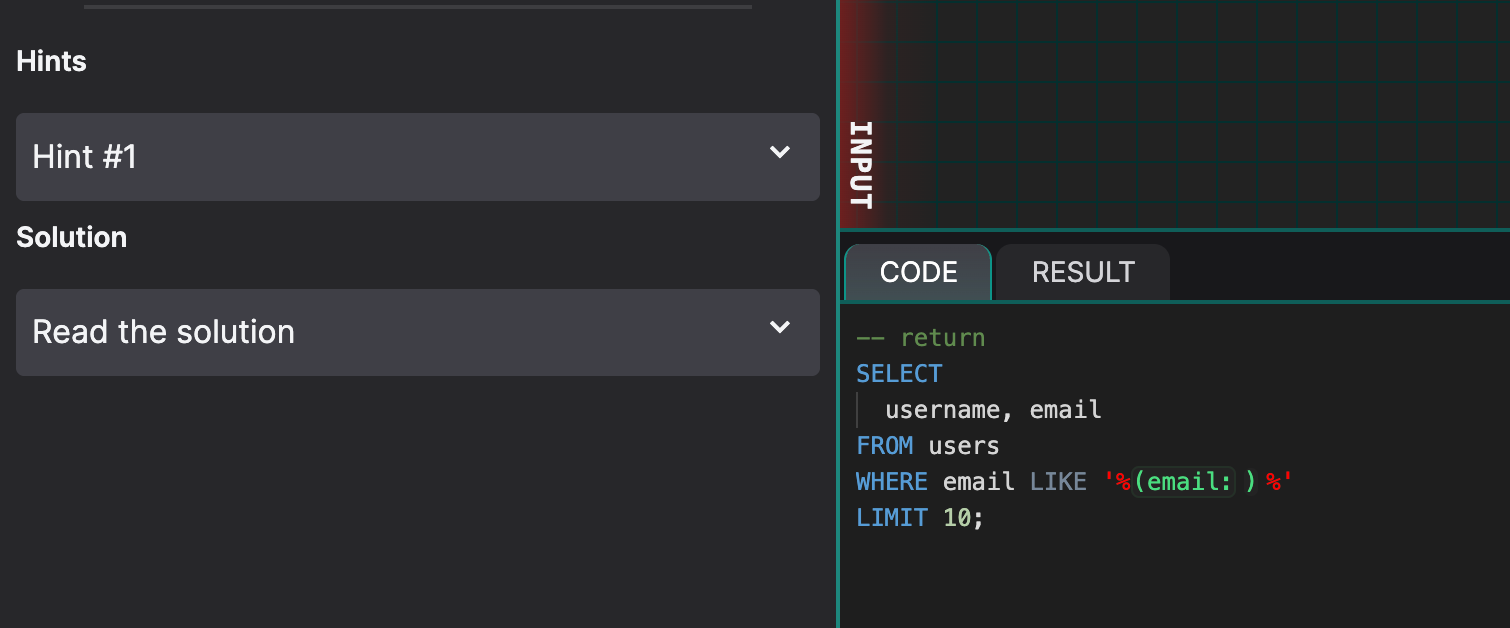 Hints
Hint #1
Solution
Read the solution
INPUT
CODE
RESULT
-- return
SELECT
username, email
FROM users
WHERE email LIKE '%(email: )%'
LIMIT 10;